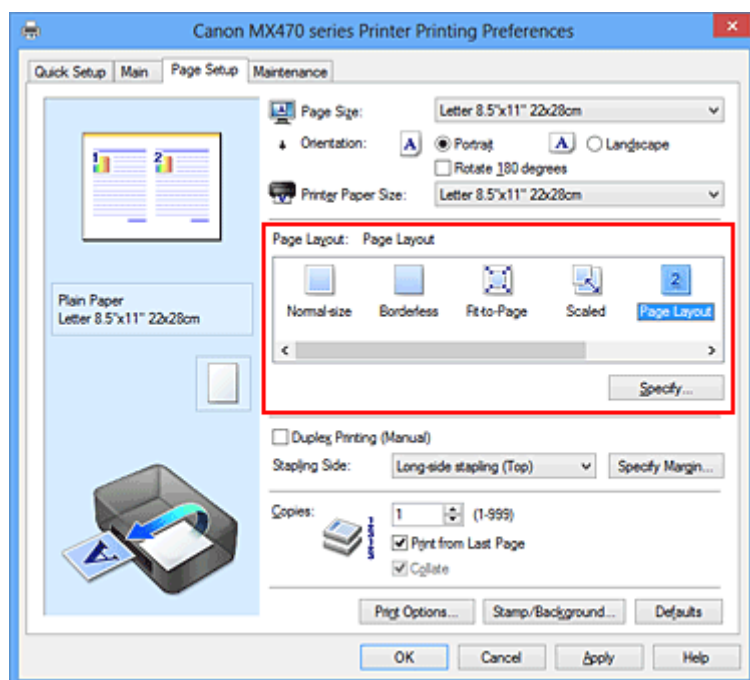 Canon MX470 series Printer Printing Preferences
Quick Setup Main Page Setup Maintenance
Page Size: Letter 8.5"x11" 22x28cm
Orientation: A Portrait A Landscape
Rotate 180 degrees
Printer Paper Size: Letter 8.5"x11" 22x28cm
1 2
Page Layout: Page Layout
2
Normal-size Borderless Fit-to-Page Scaled Page Layout
Plain Paper
Letter 8.5"x11" 22x28cm
Specify...
Duplex Printing (Manual)
Stapling Side: Long-side stapling (Top) Specify Margin...
Copies: 1 (1-999)
Print from Last Page
Collate
A
Print Options... Stamp/Background... Defaults
OK Cancel Apply Help